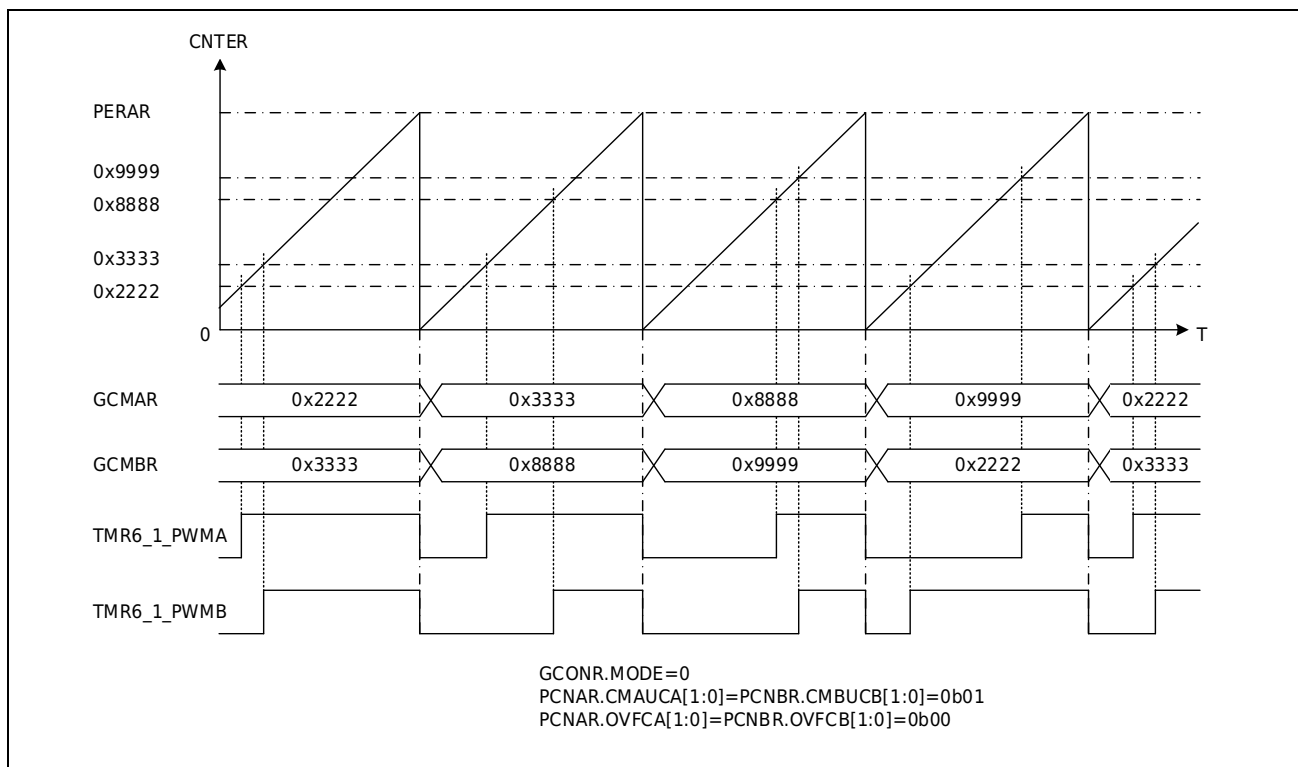 CNTER
PERAR
0x9999
0x8888
0x3333
0x2222
0
T
GCMAR 0x2222 0x3333 0x8888 0x9999 0x2222
GCMBR 0x3333 0x8888 0x9999 0x2222 0x3333
TMR6_1_PWMA
TMR6_1_PWMB
GCONR.MODE=0
PCNAR.CMAUCA[1:0]=PCNBR.CMBUCB[1:0]=0b01
PCNAR.OVFCA[1:0]=PCNBR.OVFCB[1:0]=0b00